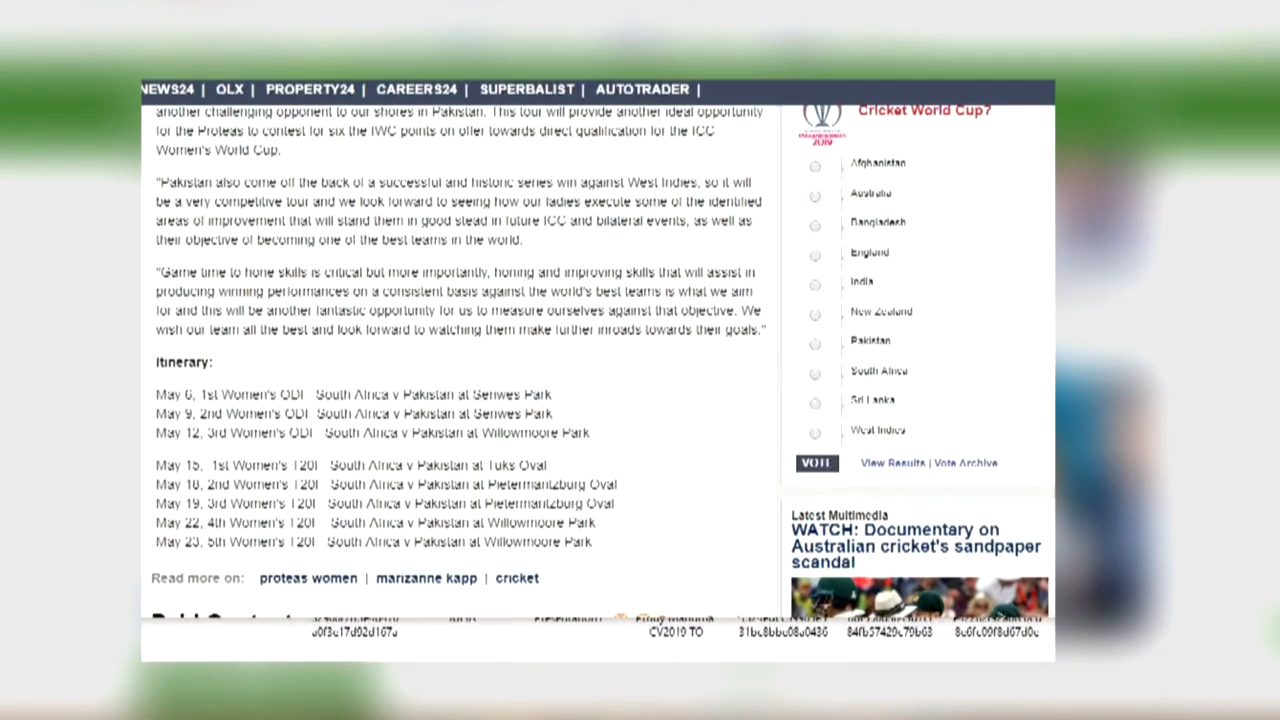 NEWS24 | OLX | PROPERTY24 | CAREERS24 | SUPERBALIST | AUTOTRADER |
another challenging opponent to our shores in Pakistan. This tour will provide another ideal opportunity
for the Proteas to contest for six the IWC points on offer towards direct qualification for the ICC
Women's World Cup.
"Pakistan also come off the back of a successful and historic series win against West Indies, so it will
be a very competitive tour and we look forward to seeing how our ladies execute some of the identified
areas of improvement that will stand them in good stead in future ICC and bilateral events, as well as
their objective of becoming one of the best teams in the world.
"Game time to hone skills is critical but more importantly, honing and improving skills that will assist in
producing winning performances on a consistent basis against the world's best teams is what we aim
for and this will be another fantastic opportunity for us to measure ourselves against that objective. We
wish our team all the best and look forward to watching them make further inroads towards their goals."
Itinerary:
May 6, 1st Women's ODI South Africa v Pakistan at Senwes Park
May 9, 2nd Women's ODI South Africa v Pakistan at Senwes Park
May 12, 3rd Women's ODI South Africa v Pakistan at Willowmoore Park
May 15, 1st Women's T20I South Africa v Pakistan at Tuks Oval
May 18, 2nd Women's T20I South Africa v Pakistan at Pietermaritzburg Oval
May 19, 3rd Women's T20I South Africa v Pakistan at Pietermaritzburg Oval
May 22, 4th Women's T20I South Africa v Pakistan at Willowmoore Park
May 23, 5th Women's T20I South Africa v Pakistan at Willowmoore Park
Read more on: proteas women | marizanne kapp | cricket
Cricket World Cup?
2019
Afghanistan
Australia
Bangladesh
England
India
New Zealand
Pakistan
South Africa
Sri Lanka
West Indies
VOTE View Results | Vote Archive
Latest Multimedia
WATCH: Documentary on
Australian cricket's sandpaper
scandal
CV2019 TO